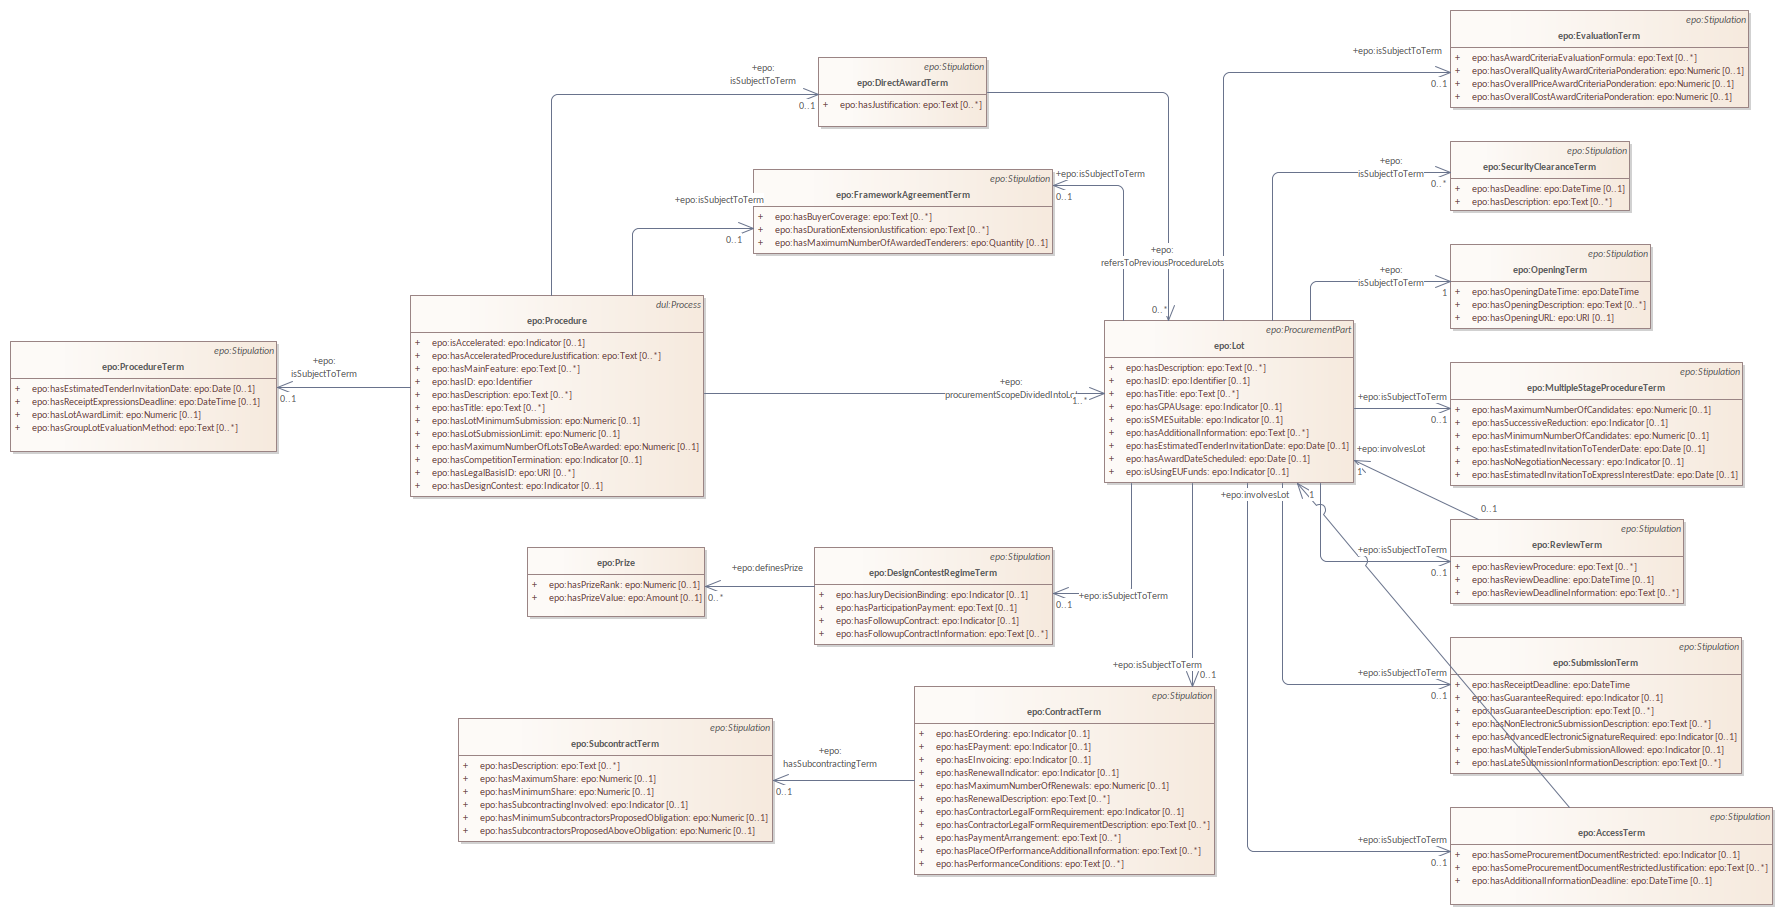 epo:Stipulation
epo:ProcedureTerm
+ epo:hasEstimatedTenderInvitationDate: epo:Date [0..1]
+ epo:hasReceiptExpressionsDeadline: epo:DateTime [0..1]
+ epo:hasLotAwardLimit: epo:Numeric [0..1]
+ epo:hasGroupLotEvaluationMethod: epo:Text [0..*]
+epo:
isSubjectToTerm
0..1
dul:Process
epo:Procedure
+ epo:isAccelerated: epo:Indicator [0..1]
+ epo:hasAcceleratedProcedureJustification: epo:Text [0..*]
+ epo:hasMainFeature: epo:Text [0..*]
+ epo:hasID: epo:Identifier
+ epo:hasDescription: epo:Text [0..*]
+ epo:hasTitle: epo:Text [0..*]
+ epo:hasLotMinimumSubmission: epo:Numeric [0..1]
+ epo:hasLotSubmissionLimit: epo:Numeric [0..1]
+ epo:hasMaximumNumberOfLotsToBeAwarded: epo:Numeric [0..1]
+ epo:hasCompetitionTermination: epo:Indicator [0..1]
+ epo:hasLegalBasisID: epo:URI [0..*]
+ epo:hasDesignContest: epo:Indicator [0..1]
+epo:
isSubjectToTerm
0..1
epo:Stipulation
epo:DirectAwardTerm
+ epo:hasJustification: epo:Text [0..*]
+epo:isSubjectToTerm
0..1
epo:Stipulation
epo:FrameworkAgreementTerm
+ epo:hasBuyerCoverage: epo:Text [0..*]
+ epo:hasDurationExtensionJustification: epo:Text [0..*]
+ epo:hasMaximumNumberOfAwardedTenderers: epo:Quantity [0..1]
+epo:isSubjectToTerm
0..1
+epo:
refersToPreviousProcedureLots
0..*
+epo:
procurementScopeDividedIntoLot
1..*
epo:ProcurementPart
epo:Lot
+ epo:hasDescription: epo:Text [0..*]
+ epo:hasID: epo:Identifier [0..1]
+ epo:hasTitle: epo:Text [0..*]
+ epo:hasGPAUsage: epo:Indicator [0..1]
+ epo:isSMESuitable: epo:Indicator [0..1]
+ epo:hasAdditionalInformation: epo:Text [0..*]
+ epo:hasEstimatedTenderInvitationDate: epo:Date [0..1]
+ epo:hasAwardDateScheduled: epo:Date [0..1]
+ epo:isUsingEUFunds: epo:Indicator [0..1]
+epo:isSubjectToTerm
0..1
epo:Stipulation
epo:EvaluationTerm
+ epo:hasAwardCriteriaEvaluationFormula: epo:Text [0..*]
+ epo:hasOverallQualityAwardCriteriaPonderation: epo:Numeric [0..1]
+ epo:hasOverallPriceAwardCriteriaPonderation: epo:Numeric [0..1]
+ epo:hasOverallCostAwardCriteriaPonderation: epo:Numeric [0..1]
+epo:
isSubjectToTerm
0..*
epo:Stipulation
epo:SecurityClearanceTerm
+ epo:hasDeadline: epo:DateTime [0..1]
+ epo:hasDescription: epo:Text [0..*]
+epo:
isSubjectToTerm
1
epo:Stipulation
epo:OpeningTerm
+ epo:hasOpeningDateTime: epo:DateTime
+ epo:hasOpeningDescription: epo:Text [0..*]
+ epo:hasOpeningURL: epo:URI [0..1]
+epo:isSubjectToTerm
0..1
epo:Stipulation
epo:MultipleStageProcedureTerm
+ epo:hasMaximumNumberOfCandidates: epo:Numeric [0..1]
+ epo:hasSuccessiveReduction: epo:Indicator [0..1]
+ epo:hasMinimumNumberOfCandidates: epo:Numeric [0..1]
+ epo:hasEstimatedInvitationToTenderDate: epo:Date [0..1]
+ epo:hasNoNegotiationNecessary: epo:Indicator [0..1]
+ epo:hasEstimatedInvitationToExpressInterestDate: epo:Date [0..1]
+epo:involvesLot
1
0..1
+epo:isSubjectToTerm
0..1
epo:Stipulation
epo:ReviewTerm
+ epo:hasReviewProcedure: epo:Text [0..*]
+ epo:hasReviewDeadline: epo:DateTime [0..1]
+ epo:hasReviewDeadlineInformation: epo:Text [0..*]
+epo:involvesLot
1
+epo:isSubjectToTerm
0..1
epo:Stipulation
epo:SubmissionTerm
+ epo:hasReceiptDeadline: epo:DateTime
+ epo:hasGuaranteeRequired: epo:Indicator [0..1]
+ epo:hasGuaranteeDescription: epo:Text [0..*]
+ epo:hasNonElectronicSubmissionDescription: epo:Text [0..*]
+ epo:hasAdvancedElectronicSignatureRequired: epo:Indicator [0..1]
+ epo:hasMultipleTenderSubmissionAllowed: epo:Indicator [0..1]
+ epo:hasLateSubmissionInformationDescription: epo:Text [0..*]
+epo:isSubjectToTerm
0..1
epo:Stipulation
epo:AccessTerm
+ epo:hasSomeProcurementDocumentRestricted: epo:Indicator [0..1]
+ epo:hasSomeProcurementDocumentRestrictedJustification: epo:Text [0..*]
+ epo:hasAdditionalInformationDeadline: epo:DateTime [0..1]
epo:Prize
+ epo:hasPrizeRank: epo:Numeric [0..1]
+ epo:hasPrizeValue: epo:Amount [0..1]
+epo:definesPrize
0..*
epo:Stipulation
epo:DesignContestRegimeTerm
+ epo:hasJuryDecisionBinding: epo:Indicator [0..1]
+ epo:hasParticipationPayment: epo:Text [0..1]
+ epo:hasFollowupContract: epo:Indicator [0..1]
+ epo:hasFollowupContractInformation: epo:Text [0..*]
+epo:isSubjectToTerm
0..1
+epo:isSubjectToTerm
0..1
epo:Stipulation
epo:ContractTerm
+ epo:hasEOrdering: epo:Indicator [0..1]
+ epo:hasEPayment: epo:Indicator [0..1]
+ epo:hasEInvoicing: epo:Indicator [0..1]
+ epo:hasRenewalIndicator: epo:Indicator [0..1]
+ epo:hasMaximumNumberOfRenewals: epo:Numeric [0..1]
+ epo:hasRenewalDescription: epo:Text [0..*]
+ epo:hasContractorLegalFormRequirement: epo:Indicator [0..1]
+ epo:hasContractorLegalFormRequirementDescription: epo:Text [0..*]
+ epo:hasPaymentArrangement: epo:Text [0..*]
+ epo:hasPlaceOfPerformanceAdditionalInformation: epo:Text [0..*]
+ epo:hasPerformanceConditions: epo:Text [0..*]
+epo:
hasSubcontractingTerm
0..1
epo:Stipulation
epo:SubcontractTerm
+ epo:hasDescription: epo:Text [0..*]
+ epo:hasMaximumShare: epo:Numeric [0..1]
+ epo:hasMinimumShare: epo:Numeric [0..1]
+ epo:hasSubcontractingInvolved: epo:Indicator [0..1]
+ epo:hasMinimumSubcontractorsProposedObligation: epo:Numeric [0..1]
+ epo:hasSubcontractorsProposedAboveObligation: epo:Numeric [0..1]